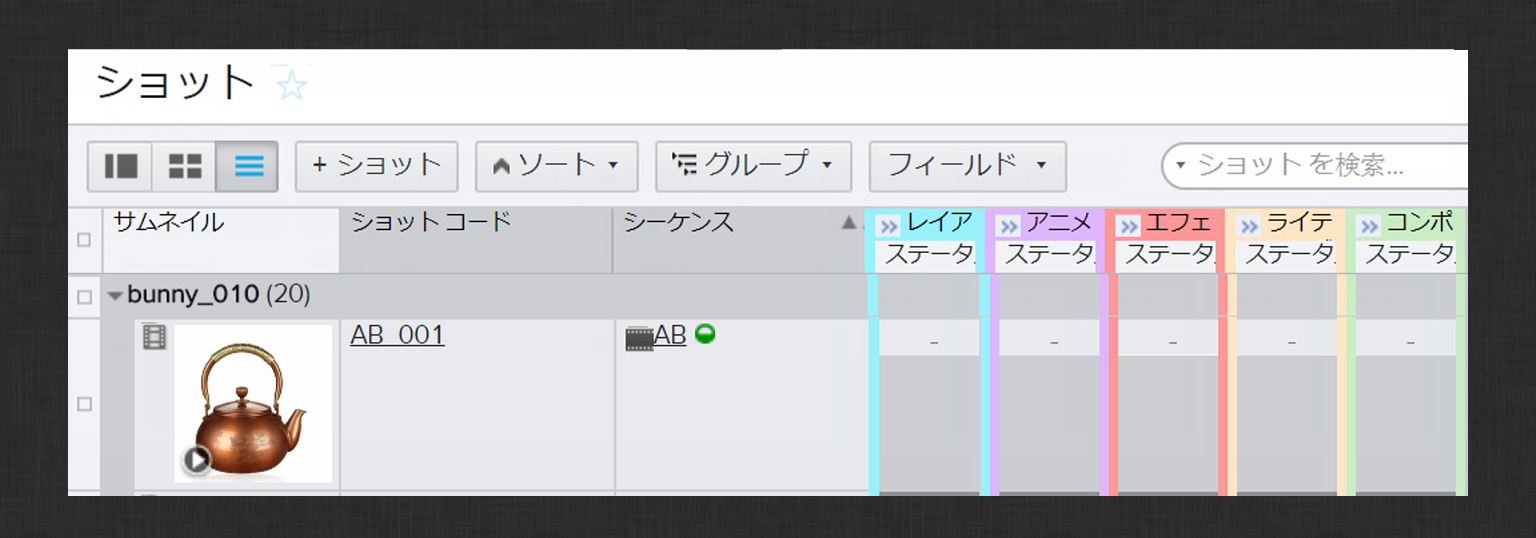 ショット
+ ショット ソート グループ フィールド ショット を検索...
サムネイル ショット コード シーケンス レイア アニメ エフェ ライテ コンポ
ステータ ステータ ステータ ステータ ステータ
bunny_010 (20)
AB_001 AB - - - - -